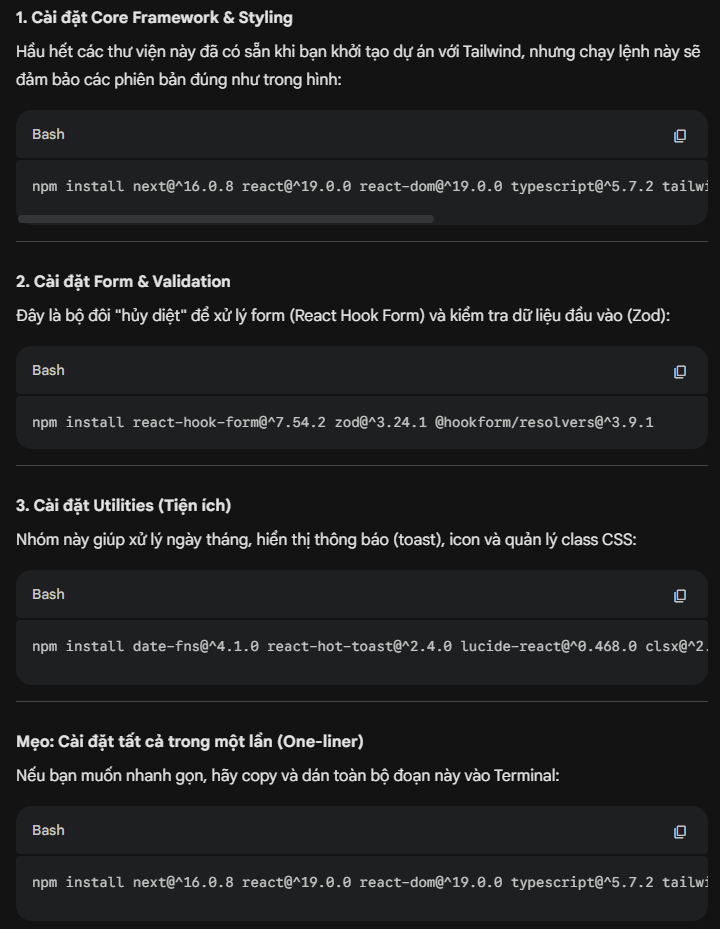 1. Cài đặt Core Framework & Styling
Hầu hết các thư viện này đã có sẵn khi bạn khởi tạo dự án với Tailwind, nhưng chạy lệnh này sẽ
đảm bảo các phiên bản đúng như trong hình:
Bash
npm install next@^16.0.8 react@^19.0.0 react-dom@^19.0.0 typescript@^5.7.2 tailwi
2. Cài đặt Form & Validation
Đây là bộ đôi "hủy diệt" để xử lý form (React Hook Form) và kiểm tra dữ liệu đầu vào (Zod):
Bash
npm install react-hook-form@^7.54.2 zod@^3.24.1 @hookform/resolvers@^3.9.1
3. Cài đặt Utilities (Tiện ích)
Nhóm này giúp xử lý ngày tháng, hiển thị thông báo (toast), icon và quản lý class CSS:
Bash
npm install date-fns@^4.1.0 react-hot-toast@^2.4.0 lucide-react@^0.468.0 clsx@^2.
Mẹo: Cài đặt tất cả trong một lần (One-liner)
Nếu bạn muốn nhanh gọn, hãy copy và dán toàn bộ đoạn này vào Terminal:
Bash
npm install next@^16.0.8 react@^19.0.0 react-dom@^19.0.0 typescript@^5.7.2 tailwi